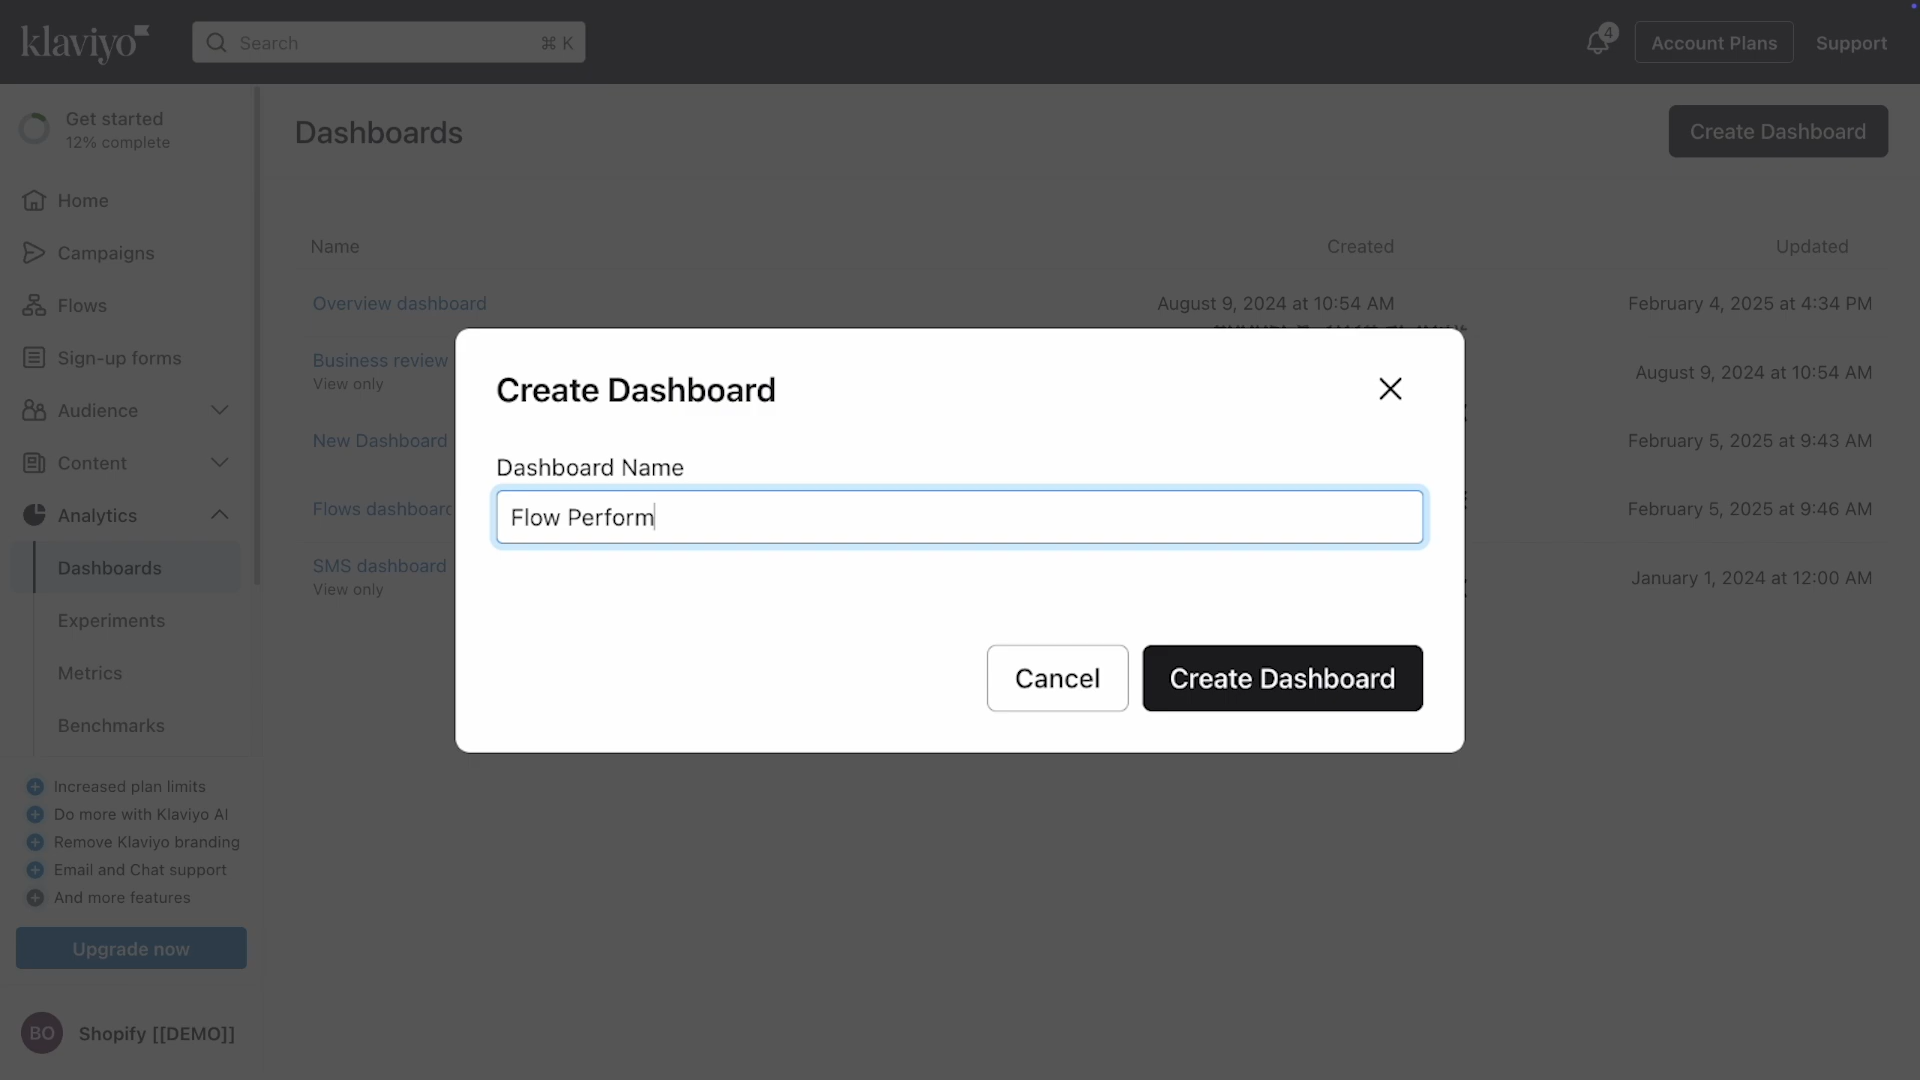 klaviyo
Search ⌘ K
4
Account Plans
Support
Get started
12% complete
Home
Campaigns
Flows
Sign-up forms
Audience
Content
Analytics
Dashboards
Experiments
Metrics
Benchmarks
Increased plan limits
Do more with Klaviyo AI
Remove Klaviyo branding
Email and Chat support
And more features
Upgrade now
BO Shopify [[DEMO]]
Dashboards
Create Dashboard
Name Created Updated
Overview dashboard August 9, 2024 at 10:54 AM February 4, 2025 at 4:34 PM
Business review August 9, 2024 at 10:54 AM
View only
New Dashboard February 5, 2025 at 9:43 AM
Flows dashboard February 5, 2025 at 9:46 AM
SMS dashboard January 1, 2024 at 12:00 AM
View only
Create Dashboard
Dashboard Name
Flow Perform
Cancel
Create Dashboard